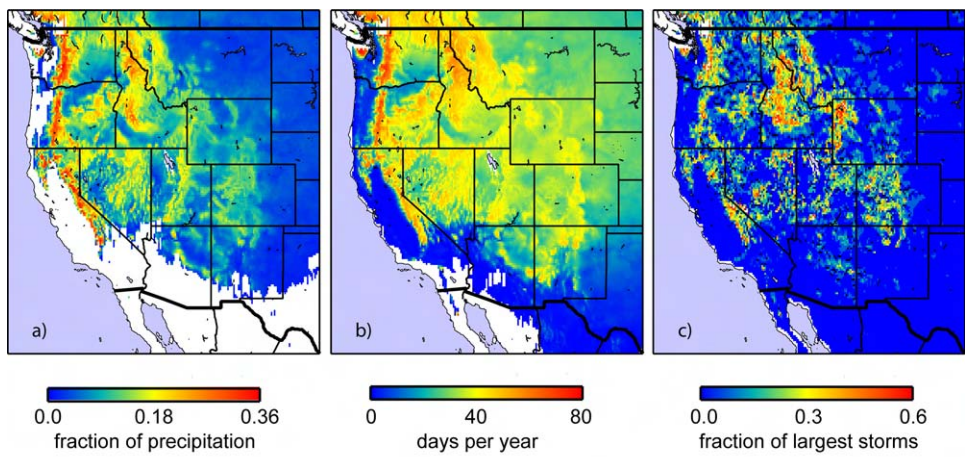 a) b) c)
0.0 0.18 0.36 0 40 80 0.0 0.3 0.6
fraction of precipitation days per year fraction of largest storms